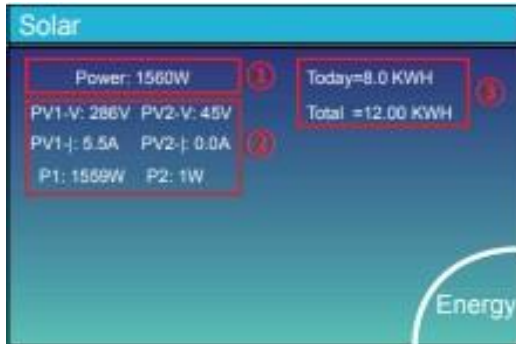 Solar
Power: 1560W ①
PV1-V: 286V PV2-V: 45V
PV1-I: 5.5A PV2-I: 0.0A ②
P1: 1559W P2: 1W
Today=8.0 KWH
Total =12.00 KWH ③
Energy